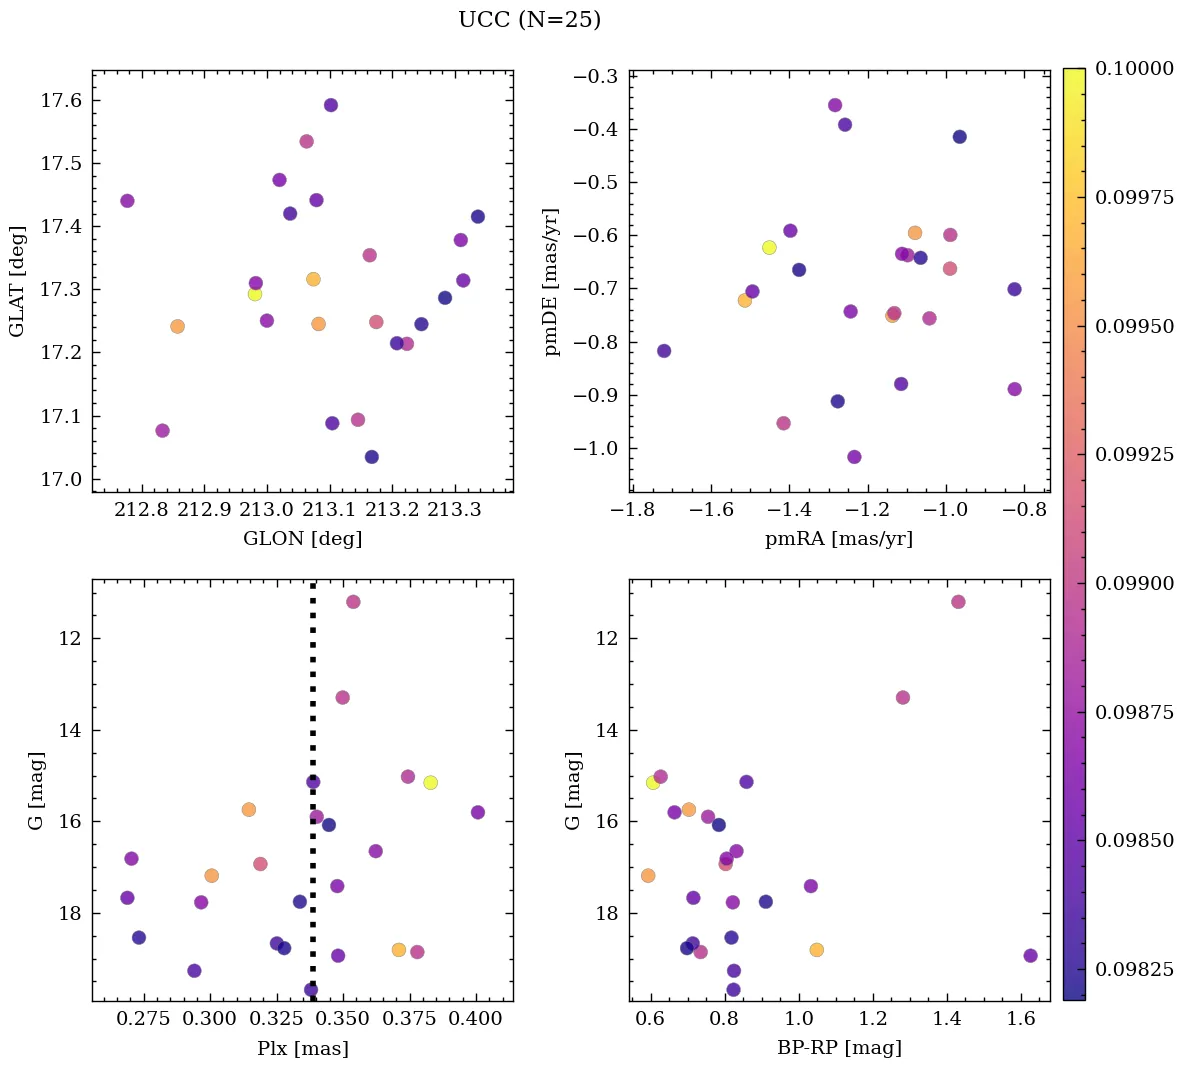 UCC (N=25)
17.6
17.5
17.4
17.3
17.2
17.1
17.0
GLAT [deg]
212.8 212.9 213.0 213.1 213.2 213.3
GLON [deg]
−0.3
−0.4
−0.5
−0.6
−0.7
−0.8
−0.9
−1.0
pmDE [mas/yr]
−1.8 −1.6 −1.4 −1.2 −1.0 −0.8
pmRA [mas/yr]
12
14
16
18
G [mag]
0.275 0.300 0.325 0.350 0.375 0.400
Plx [mas]
12
14
16
18
G [mag]
0.6 0.8 1.0 1.2 1.4 1.6
BP-RP [mag]
0.10000
0.09975
0.09950
0.09925
0.09900
0.09875
0.09850
0.09825